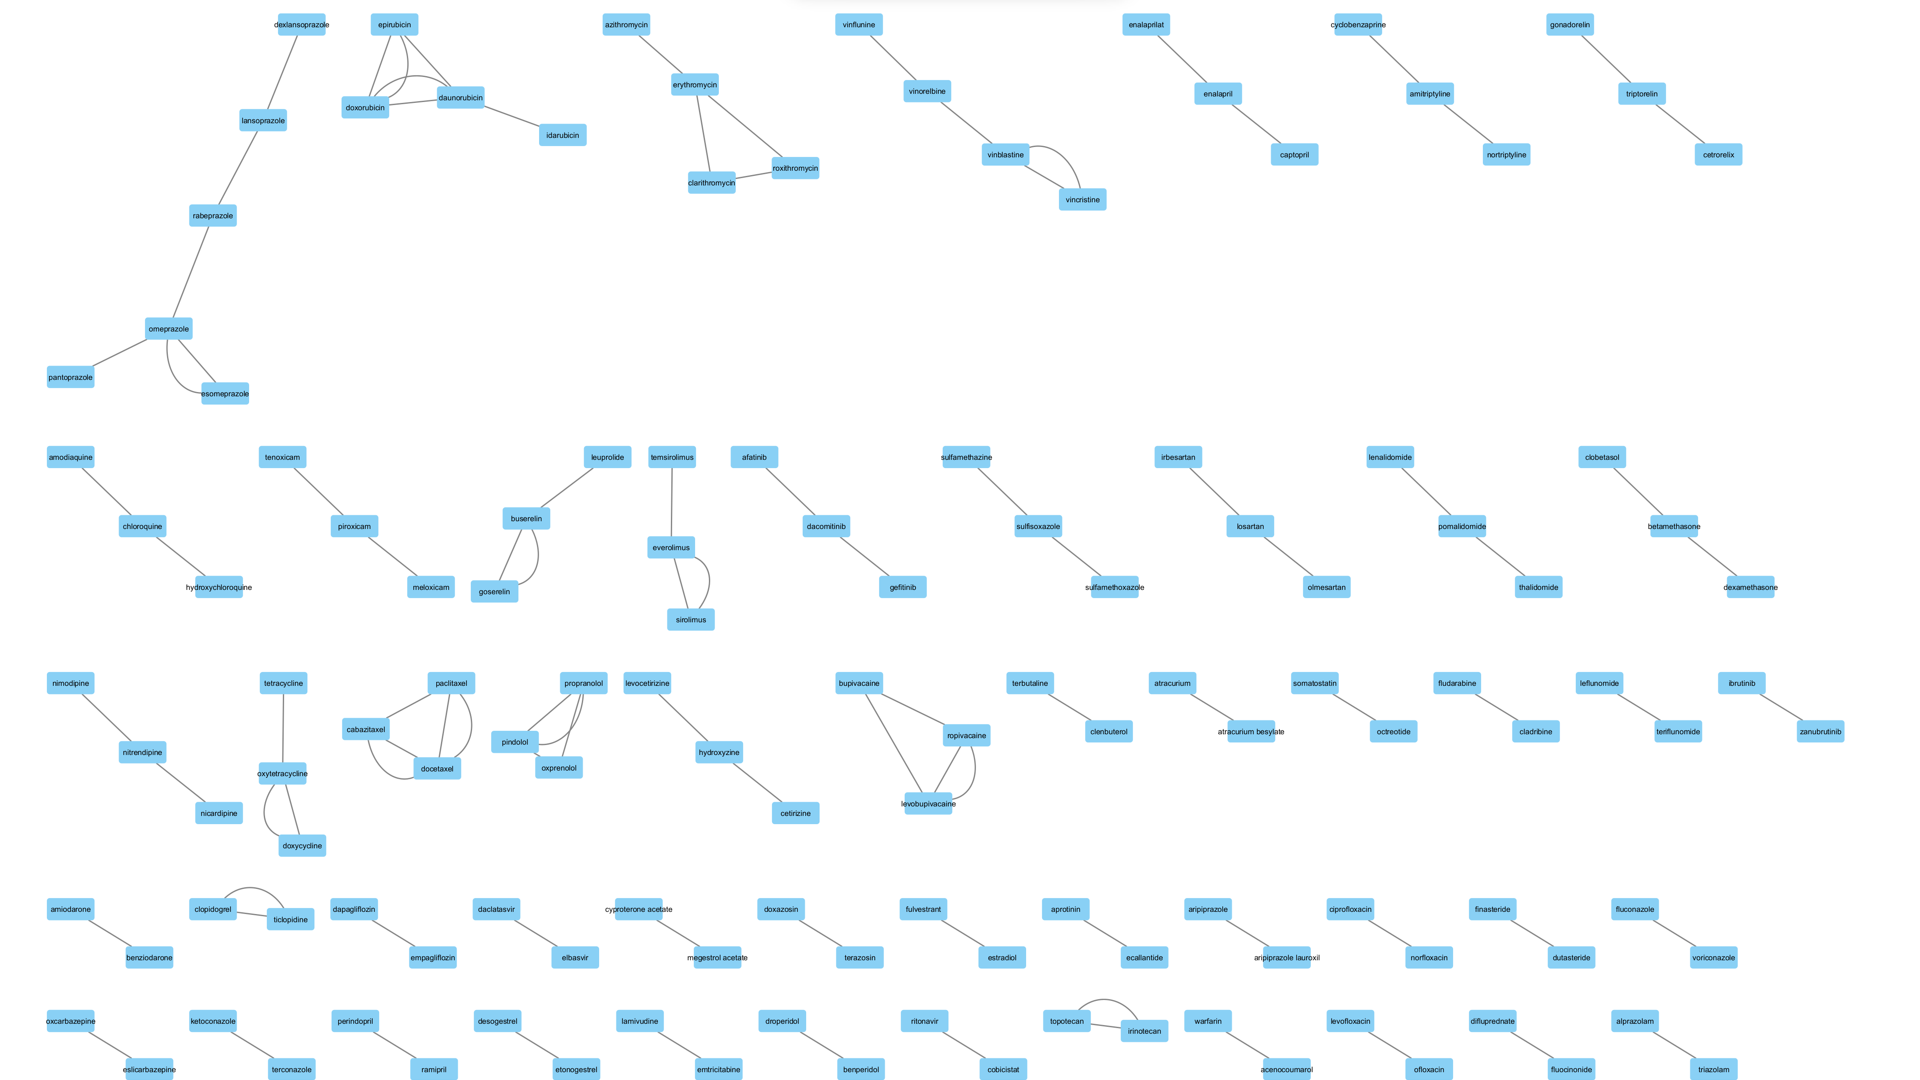 dexlansoprazole
epirubicin
azithromycin
vinflunine
enalaprilat
cyclobenzaprine
gonadorelin
erythromycin
vinorelbine
enalapril
amitriptyline
triptorelin
doxorubicin
daunorubicin
lansoprazole
idarubicin
vinblastine
captopril
nortriptyline
cetrorelix
roxithromycin
clarithromycin
vincristine
rabeprazole
omeprazole
pantoprazole
esomeprazole
amodiaquine
tenoxicam
leuprolide
temsirolimus
afatinib
sulfamethazine
irbesartan
lenalidomide
clobetasol
chloroquine
piroxicam
buserelin
everolimus
dacomitinib
sulfisoxazole
losartan
pomalidomide
betamethasone
hydroxychloroquine
meloxicam
goserelin
sirolimus
gefitinib
sulfamethoxazole
olmesartan
thalidomide
dexamethasone
nimodipine
tetracycline
paclitaxel
propranolol
levocetirizine
bupivacaine
terbutaline
atracurium
somatostatin
fludarabine
leflunomide
ibrutinib
cabazitaxel
pindolol
ropivacaine
clenbuterol
atracurium besylate
octreotide
cladribine
teriflunomide
zanubrutinib
nitrendipine
oxytetracycline
docetaxel
oxprenolol
hydroxyzine
nicardipine
doxycycline
cetirizine
levobupivacaine
amiodarone
clopidogrel
ticlopidine
dapagliflozin
daclatasvir
cyproterone acetate
doxazosin
fulvestrant
aprotinin
aripiprazole
ciprofloxacin
finasteride
fluconazole
benziodarone
empagliflozin
elbasvir
megestrol acetate
terazosin
estradiol
ecallantide
aripiprazole lauroxil
norfloxacin
dutasteride
voriconazole
oxcarbazepine
ketoconazole
perindopril
desogestrel
lamivudine
droperidol
ritonavir
topotecan
irinotecan
warfarin
levofloxacin
difluprednate
alprazolam
eslicarbazepine
terconazole
ramipril
etonogestrel
emtricitabine
benperidol
cobicistat
acenocoumarol
ofloxacin
fluocinonide
triazolam